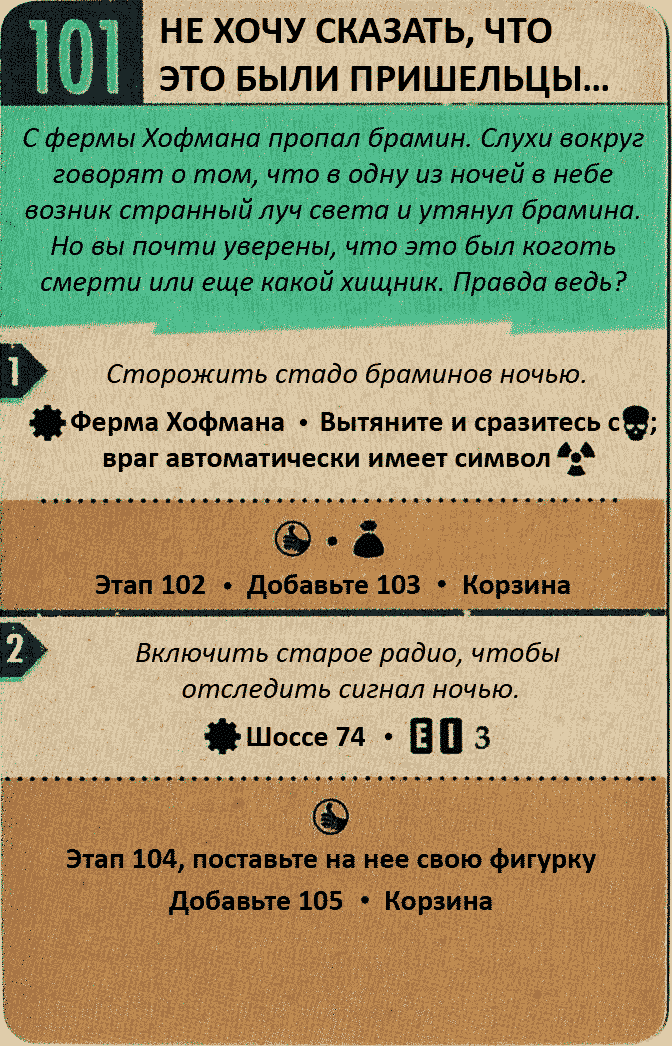 101
НЕ ХОЧУ СКАЗАТЬ, ЧТО
ЭТО БЫЛИ ПРИШЕЛЬЦЫ...
С фермы Хофмана пропал брамин. Слухи вокруг
говорят о том, что в одну из ночей в небе
возник странный луч света и утянул брамина.
Но вы почти уверены, что это был коготь
смерти или еще какой хищник. Правда ведь?
1
Сторожить стадо браминов ночью.
Ферма Хофмана • Вытяните и сразитесь с ;
враг автоматически имеет символ
•
Этап 102 • Добавьте 103 • Корзина
2
Включить старое радио, чтобы
отследить сигнал ночью.
Шоссе 74 • E I 3
Этап 104, поставьте на нее свою фигурку
Добавьте 105 • Корзина